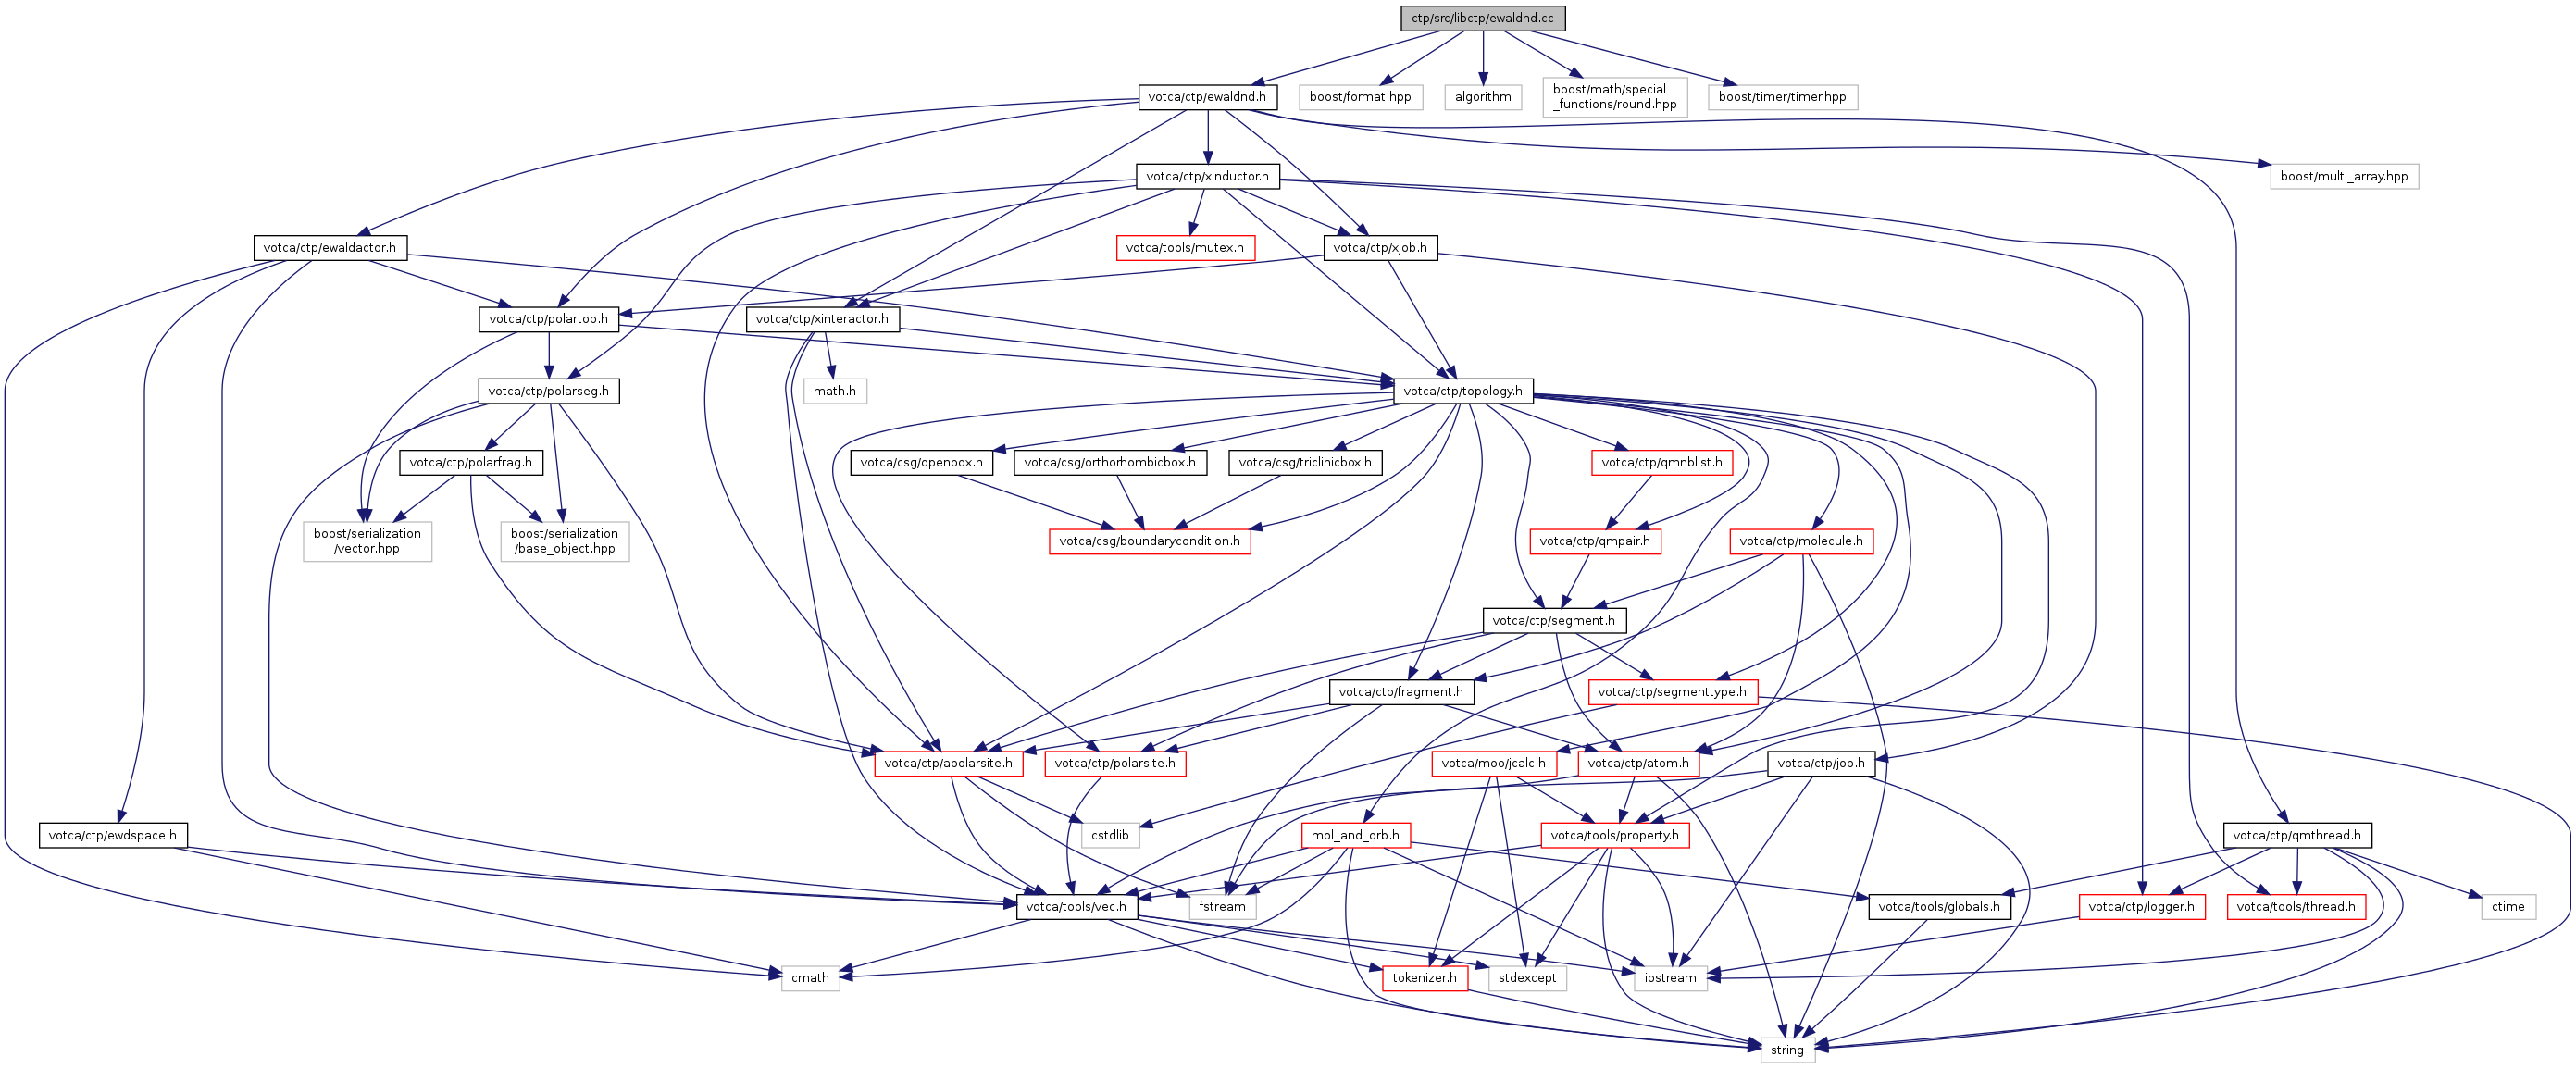 ctp/src/libctp/ewaldnd.cc
votca/ctp/ewaldnd.h
boost/format.hpp
algorithm
boost/math/special
_functions/round.hpp
boost/timer/timer.hpp
votca/ctp/xinductor.h
boost/multi_array.hpp
votca/ctp/ewaldactor.h
votca/tools/mutex.h
votca/ctp/xjob.h
votca/ctp/polartop.h
votca/ctp/xinteractor.h
votca/ctp/polarseg.h
math.h
votca/ctp/topology.h
votca/ctp/polarfrag.h
votca/csg/openbox.h
votca/csg/orthorhombicbox.h
votca/csg/triclinicbox.h
votca/ctp/qmnblist.h
boost/serialization
/vector.hpp
boost/serialization
/base_object.hpp
votca/csg/boundarycondition.h
votca/ctp/qmpair.h
votca/ctp/molecule.h
votca/ctp/segment.h
votca/ctp/fragment.h
votca/ctp/segmenttype.h
votca/ctp/apolarsite.h
votca/ctp/polarsite.h
votca/moo/jcalc.h
votca/ctp/atom.h
votca/ctp/job.h
votca/ctp/ewdspace.h
cstdlib
mol_and_orb.h
votca/tools/property.h
votca/ctp/qmthread.h
votca/tools/vec.h
fstream
votca/tools/globals.h
votca/ctp/logger.h
votca/tools/thread.h
ctime
cmath
tokenizer.h
stdexcept
iostream
string